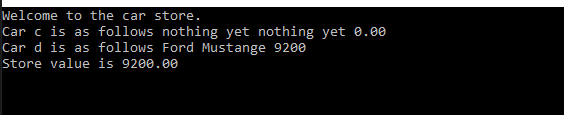 Welcome to the car store.
Car c is as follows nothing yet nothing yet 0.00
Car d is as follows Ford Mustange 9200
Store value is 9200.00